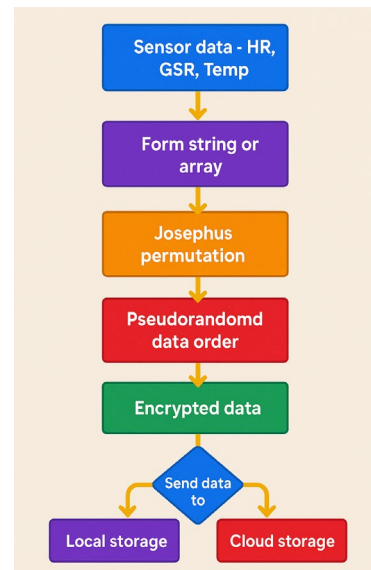 Sensor data - HR,
GSR, Temp
Form string or
array
Josephus
permutation
Pseudorandomd
data order
Encrypted data
Send data
to
Local storage
Cloud storage